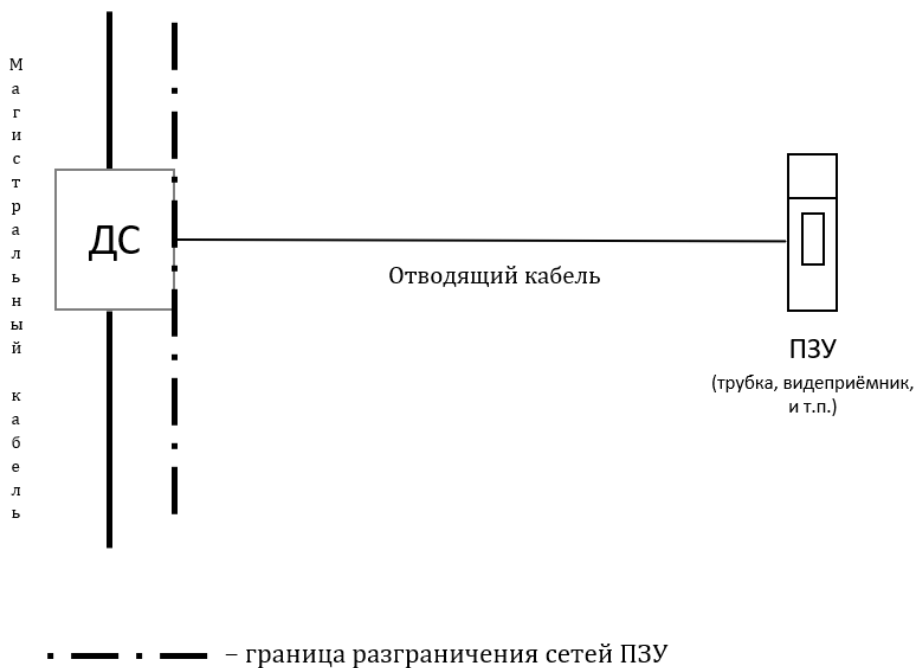 Магистральный кабель
ДС
Отводящий кабель
ПЗУ
(трубка, видеприёмник,
и т.п.)
– граница разграничения сетей ПЗУ